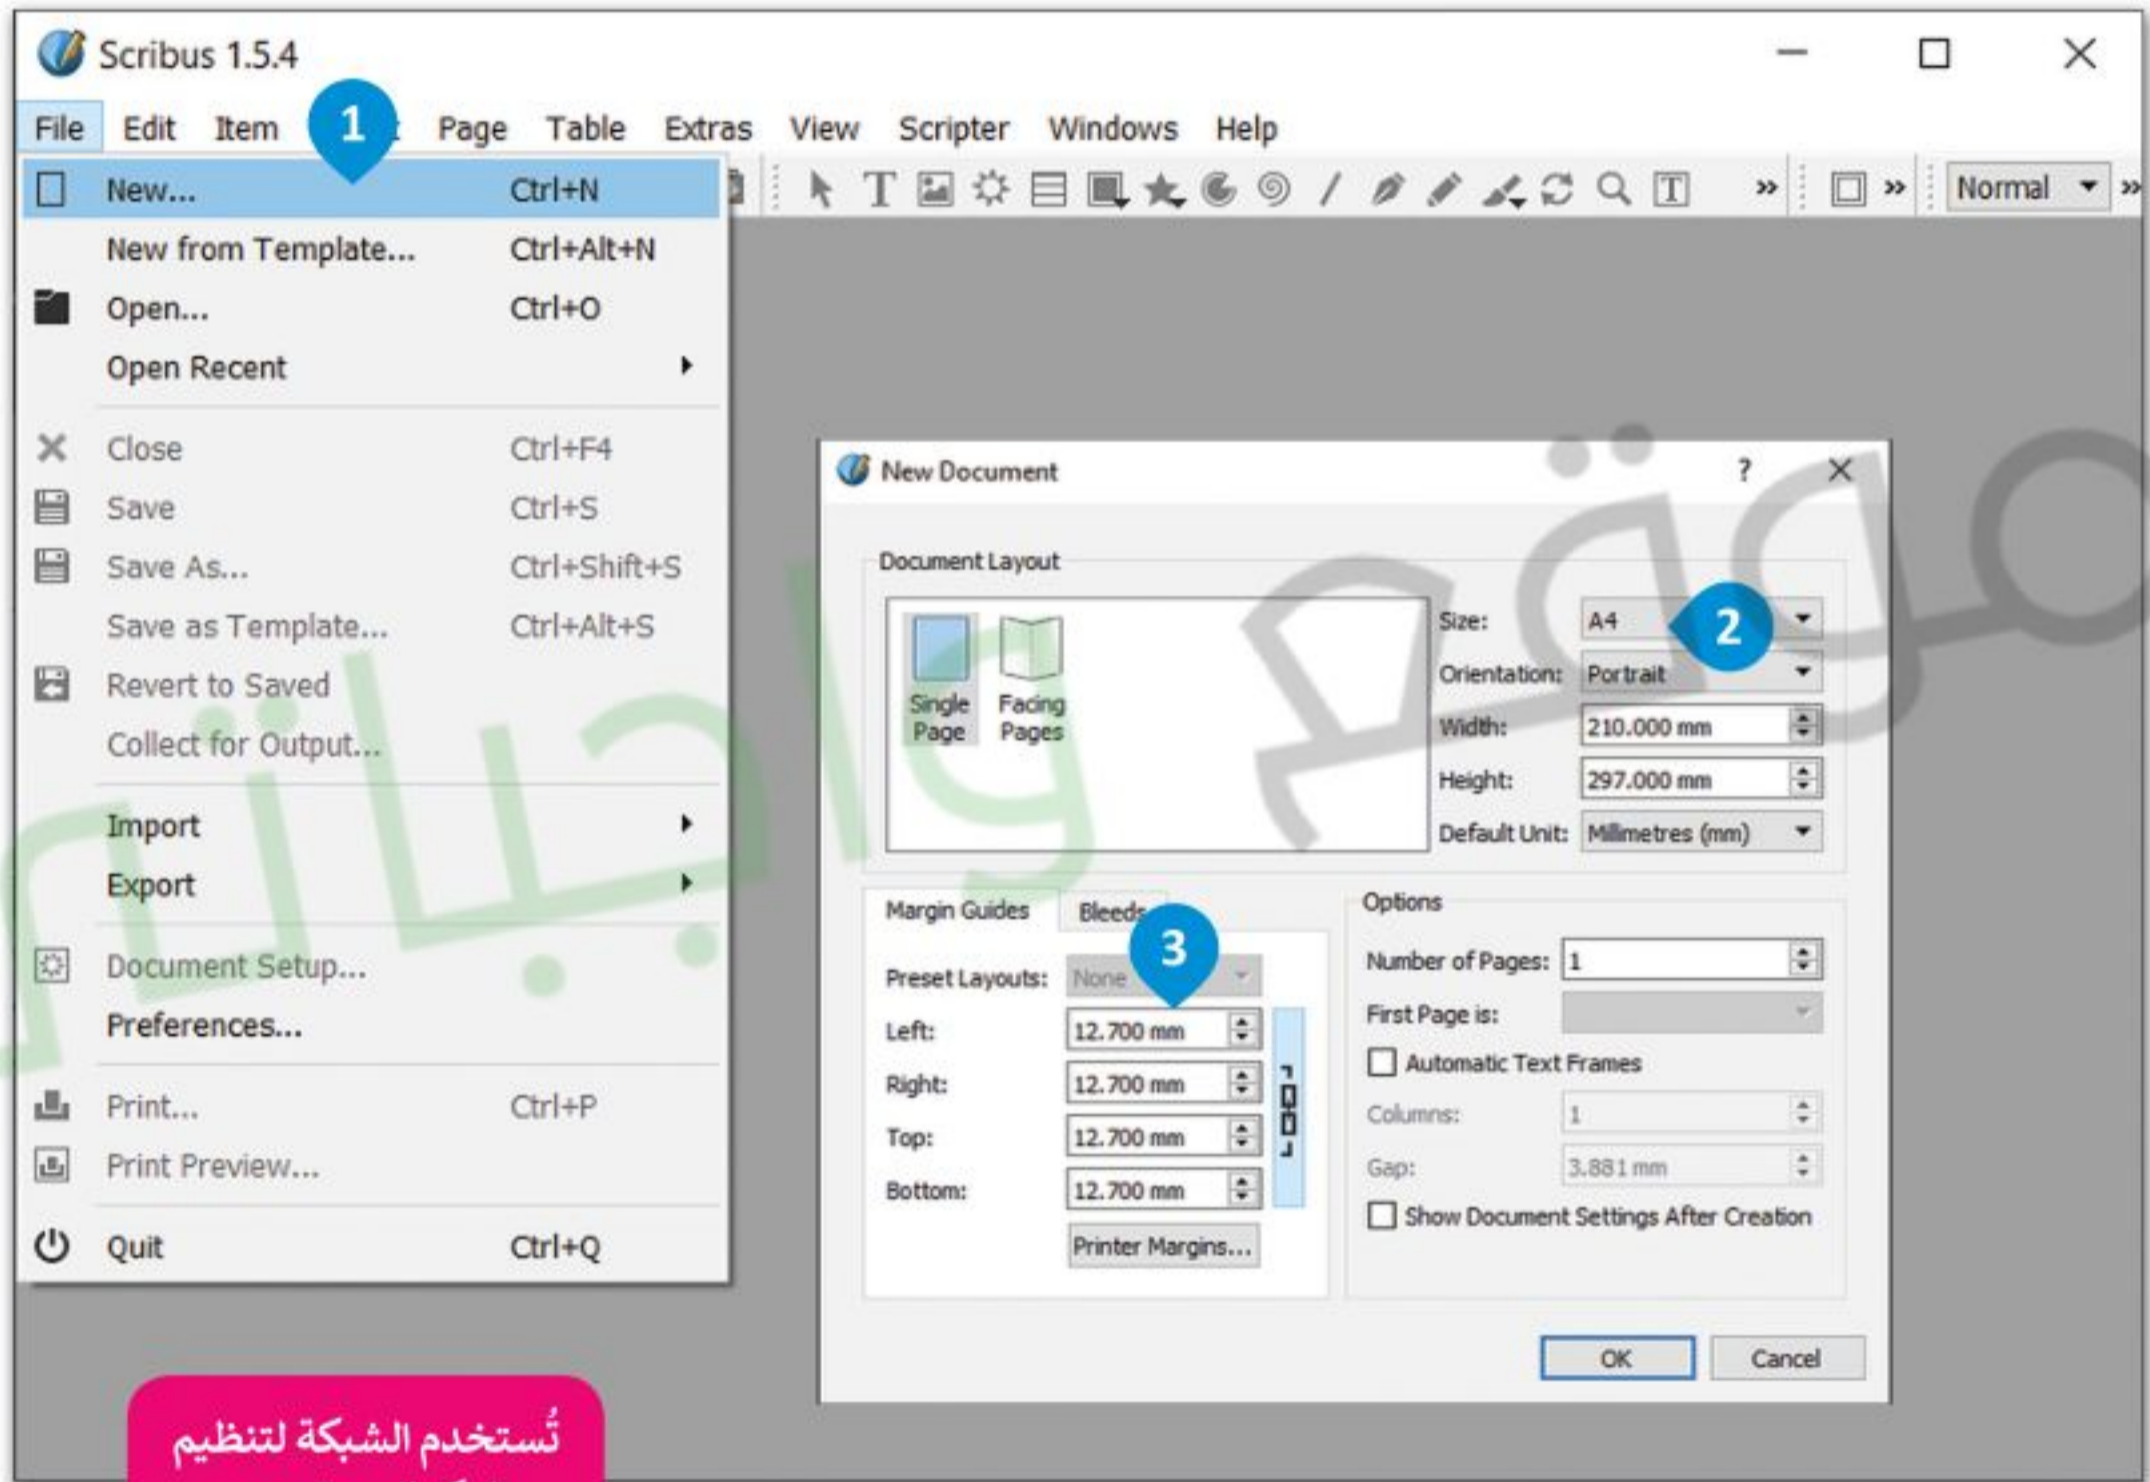 Scribus 1.5.4
File Edit Item 1 Page Table Extras View Scripter Windows Help
New... Ctrl+N
Normal
New from Template... Ctrl+Alt+N
Open... Ctrl+O
Open Recent
Close Ctrl+F4
Save Ctrl+S
Save As... Ctrl+Shift+S
Save as Template... Ctrl+Alt+S
Revert to Saved
Collect for Output...
Import
Export
Document Setup...
Preferences...
Print... Ctrl+P
Print Preview...
Quit Ctrl+Q
New Document
Document Layout
Single Page
Facing Pages
Size: A4 2
Orientation: Portrait
Width: 210.000 mm
Height: 297.000 mm
Default Unit: Millimetres (mm)
Margin Guides Bleeds
3
Preset Layouts: None
Left: 12.700 mm
Right: 12.700 mm
Top: 12.700 mm
Bottom: 12.700 mm
Printer Margins...
Options
Number of Pages: 1
First Page is:
Automatic Text Frames
Columns: 1
Gap: 3.881 mm
Show Document Settings After Creation
OK Cancel
موقع
واجباتي
تُستخدم الشبكة لتنظيم